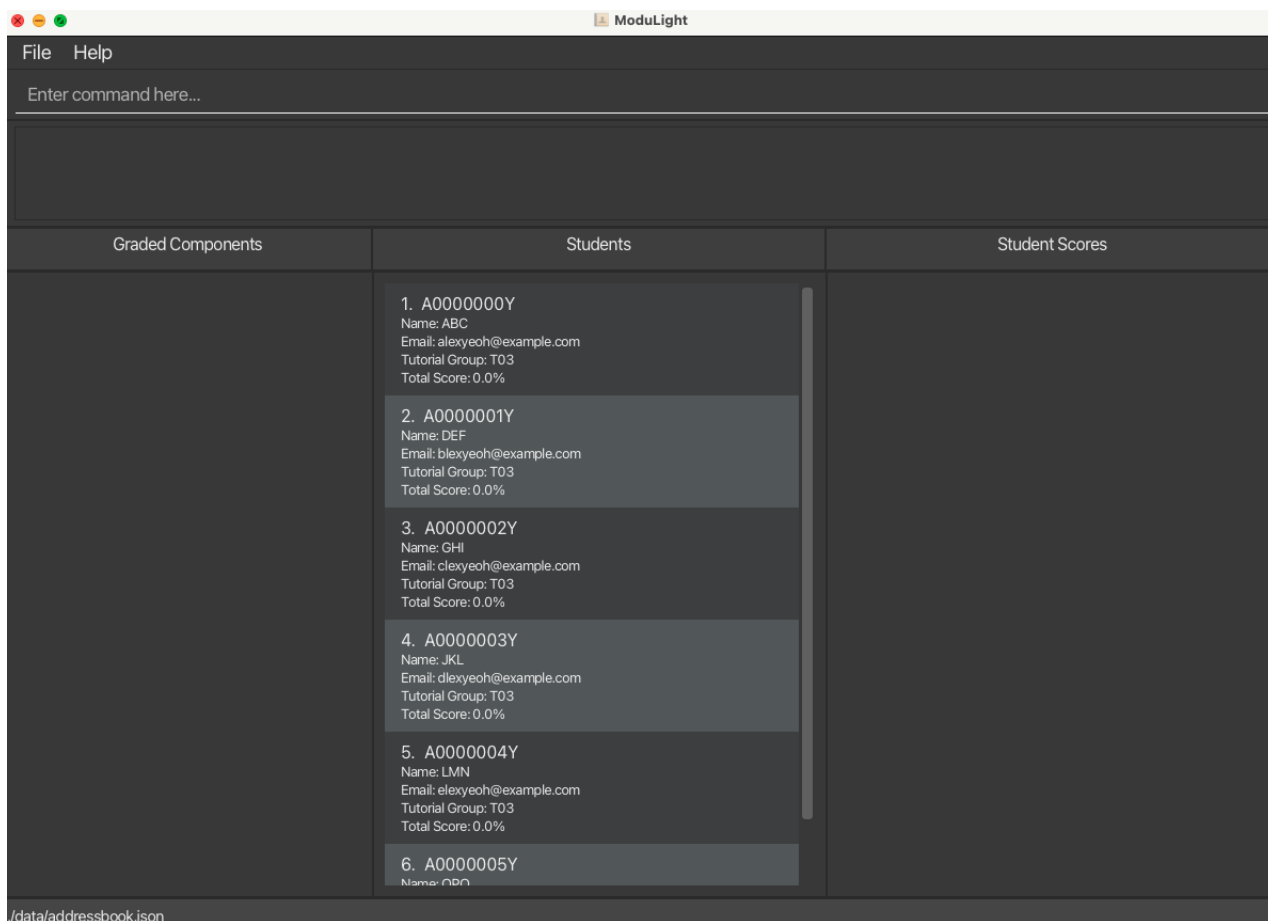 ModuLight
File Help
Enter command here...
Graded Components Students Student Scores
1. A0000000Y
Name: ABC
Email: alexyeoh@example.com
Tutorial Group: T03
Total Score: 0.0%
2. A0000001Y
Name: DEF
Email: blexyeoh@example.com
Tutorial Group: T03
Total Score: 0.0%
3. A0000002Y
Name: GHI
Email: clexyeoh@example.com
Tutorial Group: T03
Total Score: 0.0%
4. A0000003Y
Name: JKL
Email: dlexyeoh@example.com
Tutorial Group: T03
Total Score: 0.0%
5. A0000004Y
Name: LMN
Email: elexyeoh@example.com
Tutorial Group: T03
Total Score: 0.0%
6. A0000005Y
Name:
/data/addressbook.json